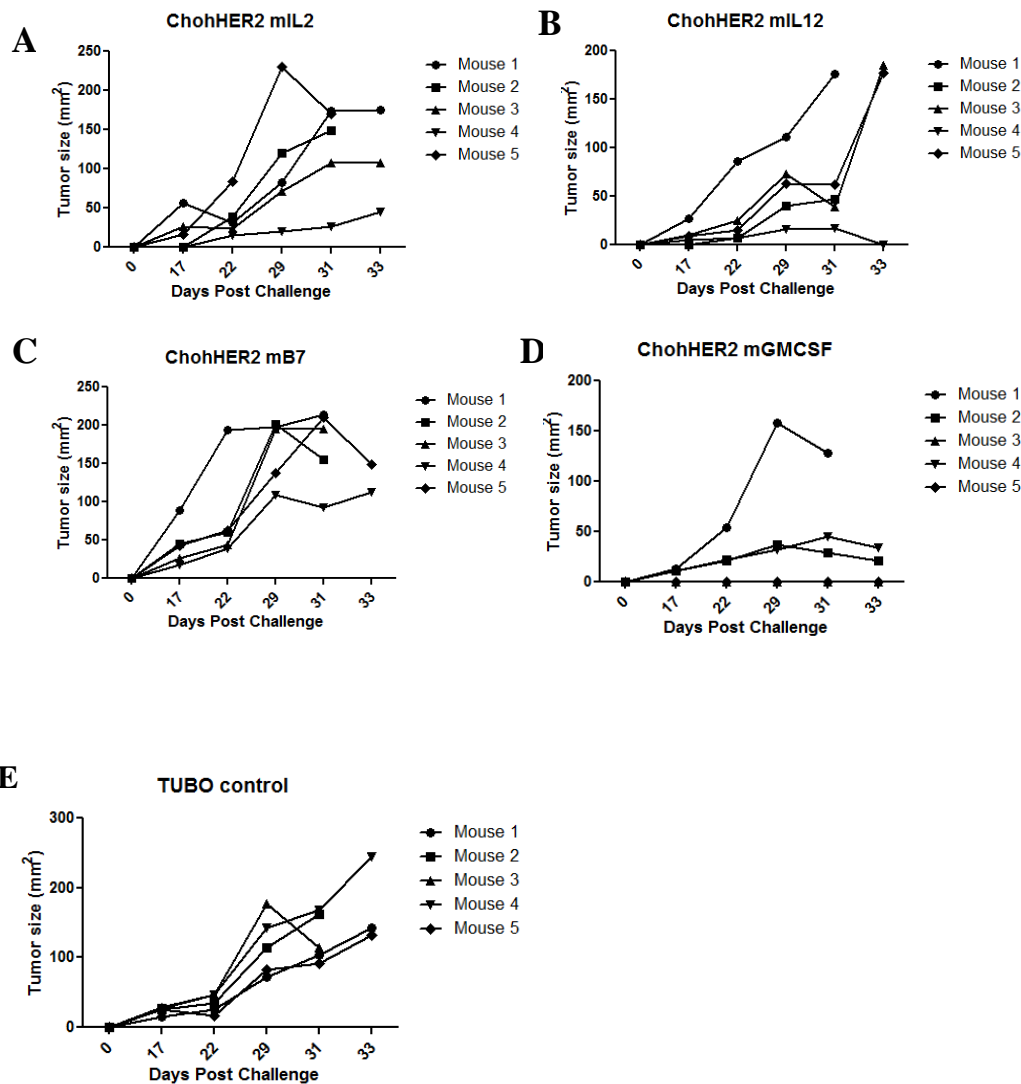 A
ChohHER2 mIL2
Tumor size (mm2)
250
200
150
100
50
0
0
17
22
29
31
33
Days Post Challenge
Mouse 1
Mouse 2
Mouse 3
Mouse 4
Mouse 5
B
ChohHER2 mIL12
Tumor size (mm2)
200
150
100
50
0
0
17
22
29
31
33
Days Post Challenge
Mouse 1
Mouse 2
Mouse 3
Mouse 4
Mouse 5
C
ChohHER2 mB7
Tumor size (mm2)
250
200
150
100
50
0
0
17
22
29
31
33
Days Post Challenge
Mouse 1
Mouse 2
Mouse 3
Mouse 4
Mouse 5
D
ChohHER2 mGMCSF
Tumor size (mm2)
200
150
100
50
0
0
17
22
29
31
33
Days Post Challenge
Mouse 1
Mouse 2
Mouse 3
Mouse 4
Mouse 5
E
TUBO control
Tumor size (mm2)
300
200
100
0
0
17
22
29
31
33
Days Post Challenge
Mouse 1
Mouse 2
Mouse 3
Mouse 4
Mouse 5